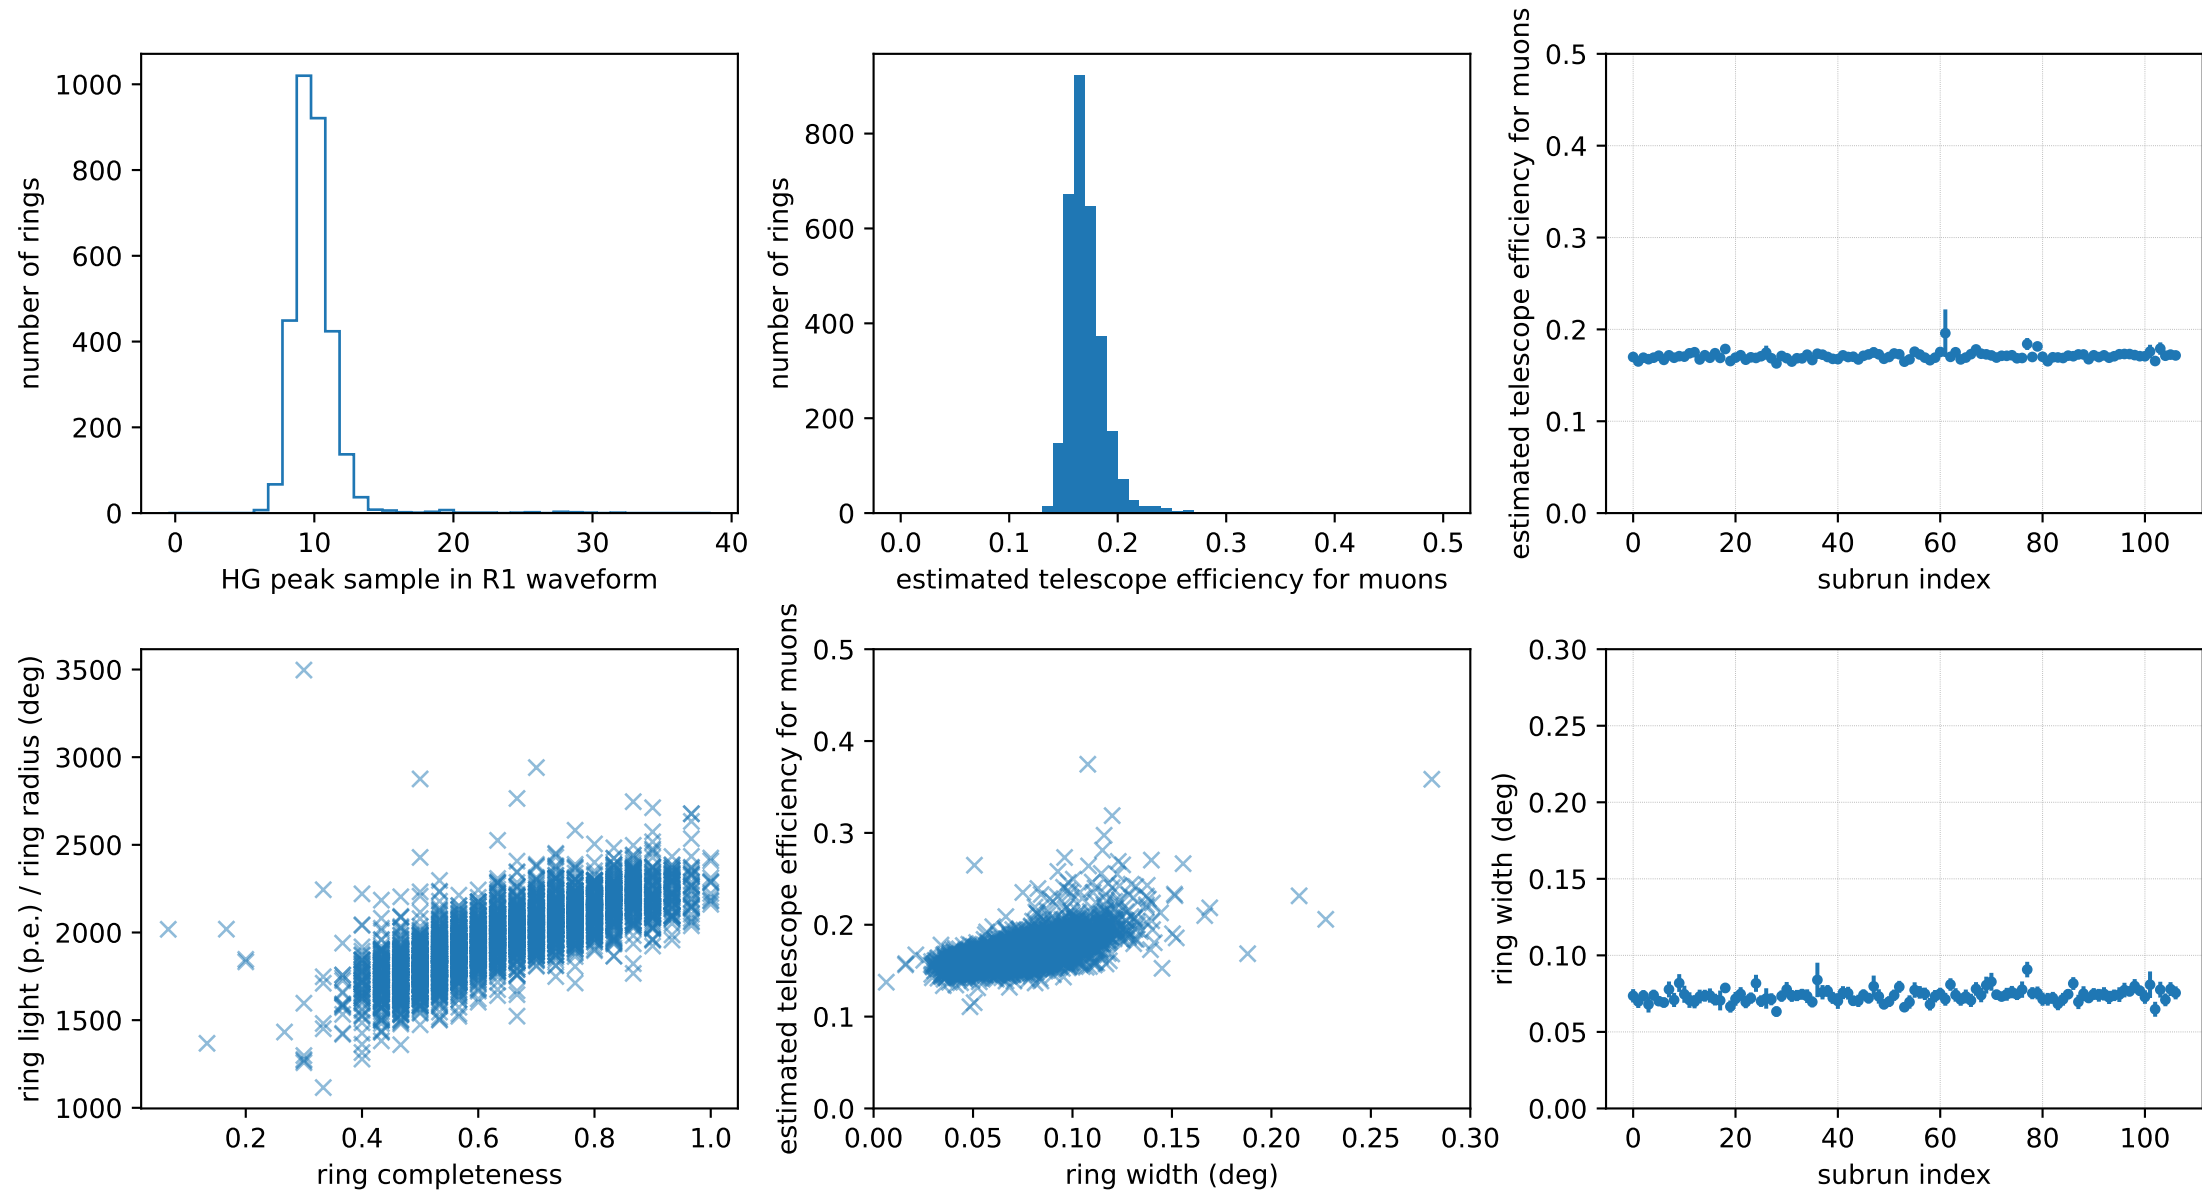 1000
800
600
400
200
0
number of rings
0 10 20 30 40
HG peak sample in R1 waveform
800
600
400
200
0
number of rings
0.0 0.1 0.2 0.3 0.4 0.5
estimated telescope efficiency for muons
0.5
0.4
0.3
0.2
0.1
0.0
estimated telescope efficiency for muons
0 20 40 60 80 100
subrun index
3500
3000
2500
2000
1500
1000
ring light (p.e.) / ring radius (deg)
0.2 0.4 0.6 0.8 1.0
ring completeness
0.5
0.4
0.3
0.2
0.1
0.0
estimated telescope efficiency for muons
0.00 0.05 0.10 0.15 0.20 0.25 0.30
ring width (deg)
0.30
0.25
0.20
0.15
0.10
0.05
0.00
ring width (deg)
0 20 40 60 80 100
subrun index